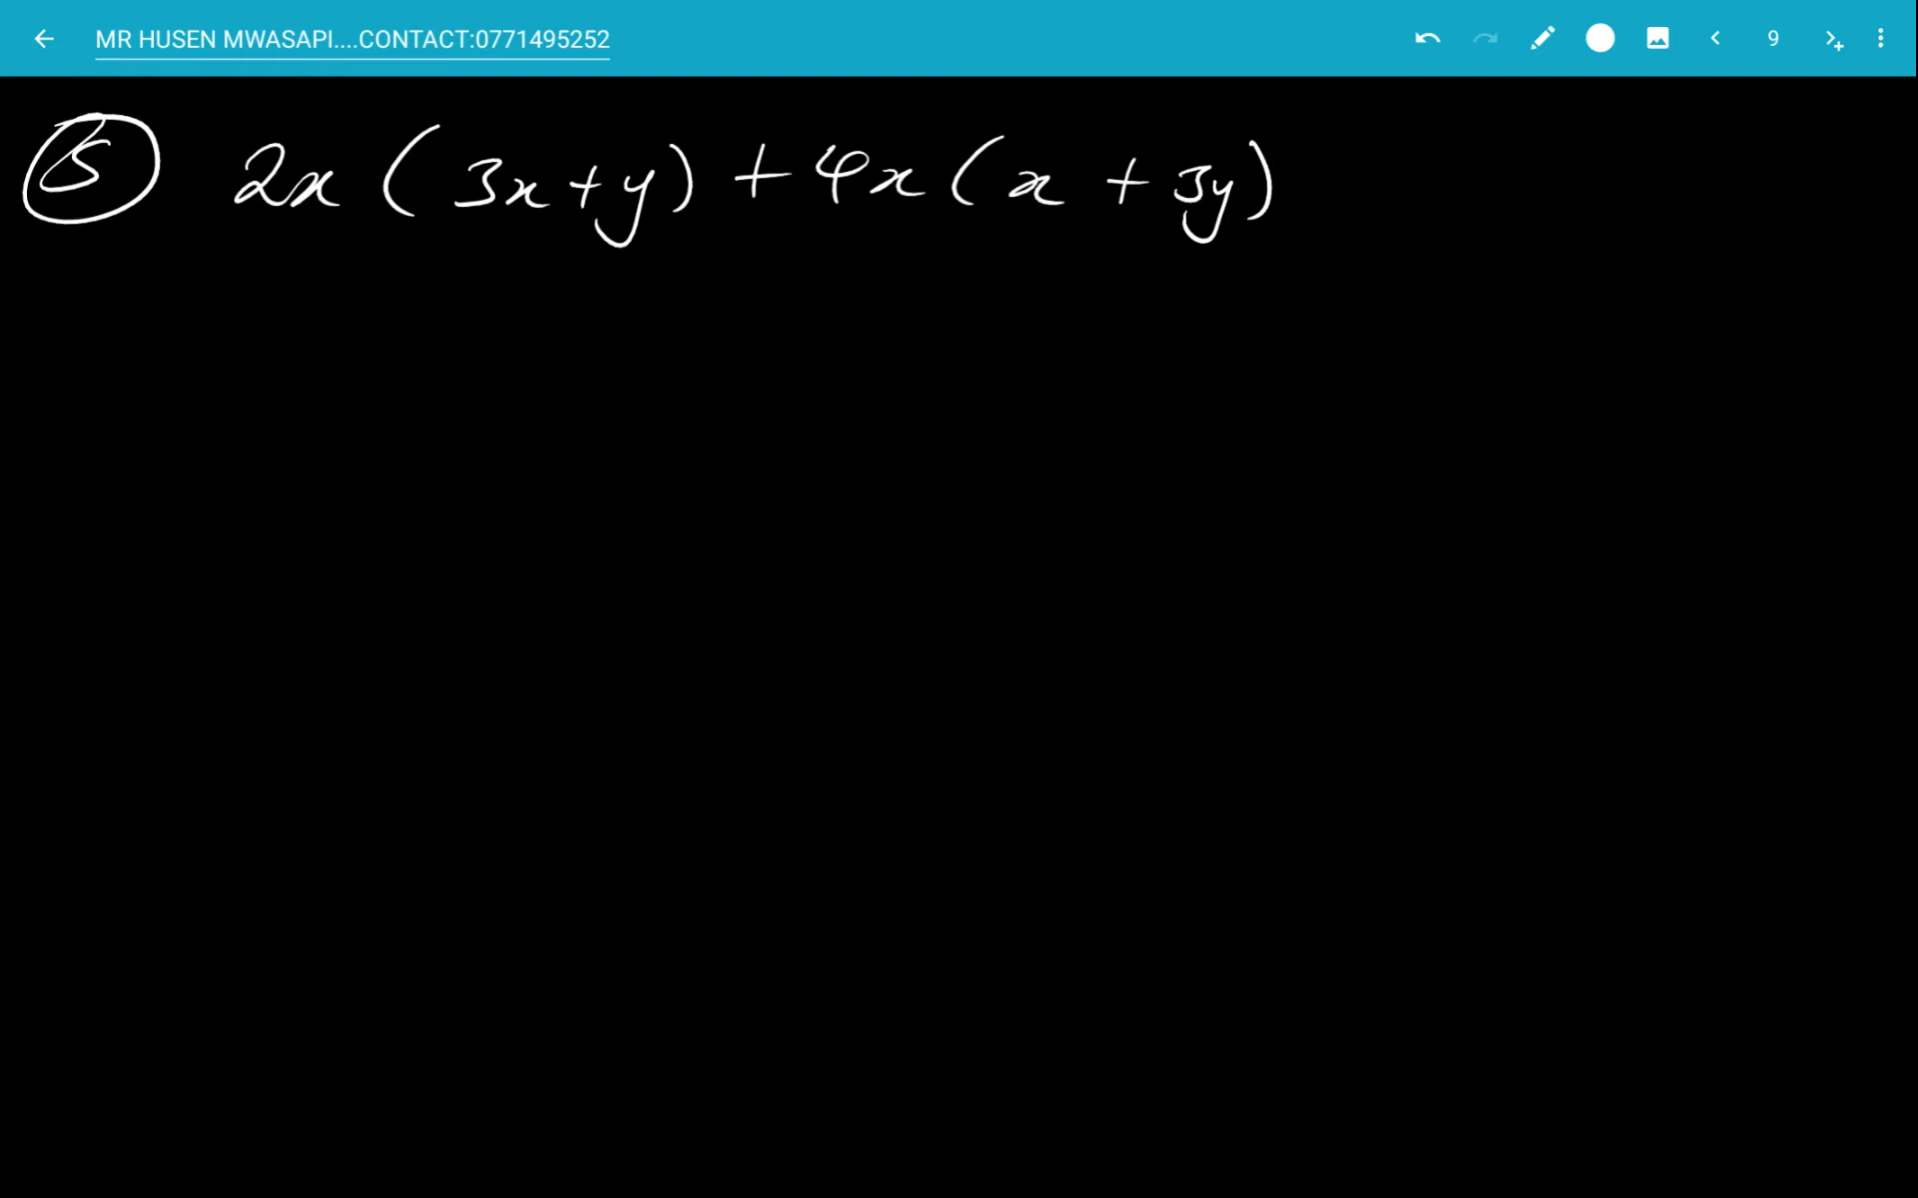 MR HUSEN MWASAPI....CONTACT:0771495252 9
5 2x (3x+y) + 4x (x + 3y)